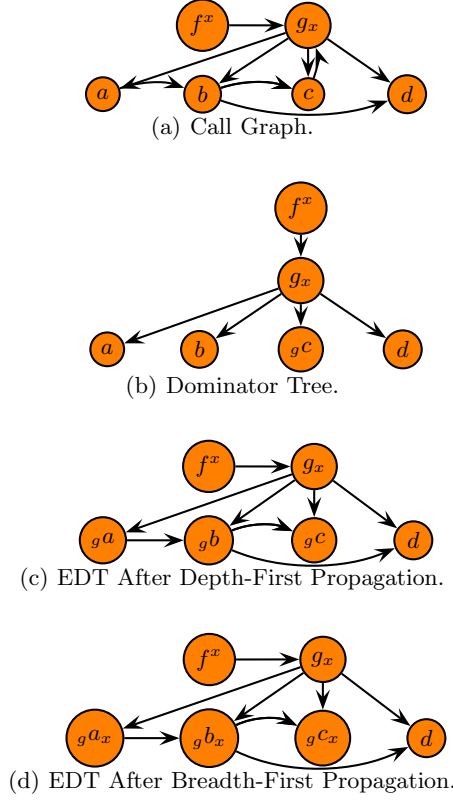 f^x g_x
a b c d
(a) Call Graph.
f^x
g_x
a b _gc d
(b) Dominator Tree.
f^x g_x
_ga _gb _gc d
(c) EDT After Depth-First Propagation.
f^x g_x
_ga_x _gb_x _gc_x d
(d) EDT After Breadth-First Propagation.